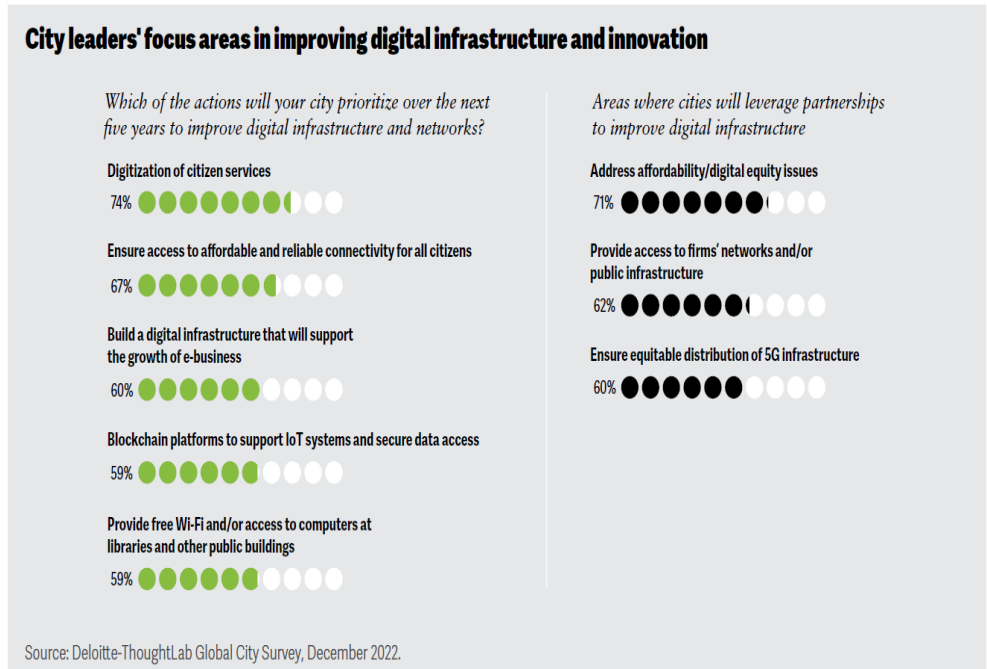 City leaders' focus areas in improving digital infrastructure and innovation
Which of the actions will your city prioritize over the next
five years to improve digital infrastructure and networks?
Digitization of citizen services
74%
Ensure access to affordable and reliable connectivity for all citizens
67%
Build a digital infrastructure that will support
the growth of e-business
60%
Blockchain platforms to support IoT systems and secure data access
59%
Provide free Wi-Fi and/or access to computers at
libraries and other public buildings
59%
Areas where cities will leverage partnerships
to improve digital infrastructure
Address affordability/digital equity issues
71%
Provide access to firms' networks and/or
public infrastructure
62%
Ensure equitable distribution of 5G infrastructure
60%
Source: Deloitte-ThoughtLab Global City Survey, December 2022.